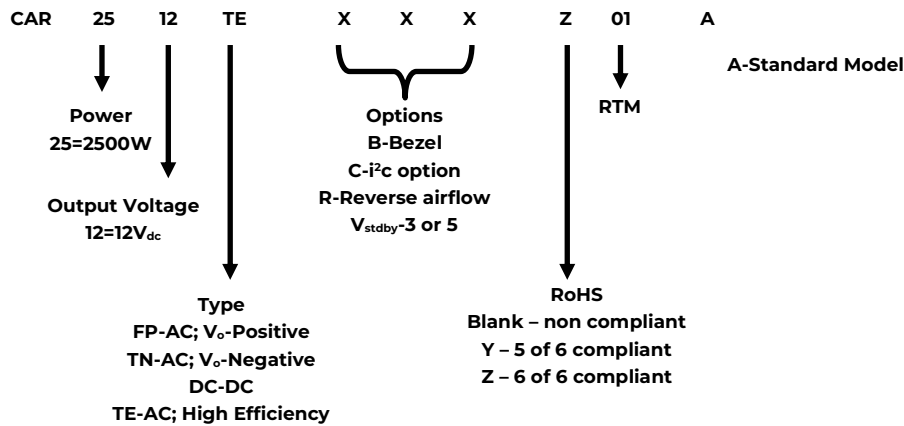 CAR 25 12 TE X X X Z 01 A
A-Standard Model
Power
25=2500W
Output Voltage
12=12Vdc
Type
FP-AC; Vo-Positive
TN-AC; Vo-Negative
DC-DC
TE-AC; High Efficiency
Options
B-Bezel
C-i²c option
R-Reverse airflow
Vstdby-3 or 5
RoHS
Blank – non compliant
Y – 5 of 6 compliant
Z – 6 of 6 compliant
RTM